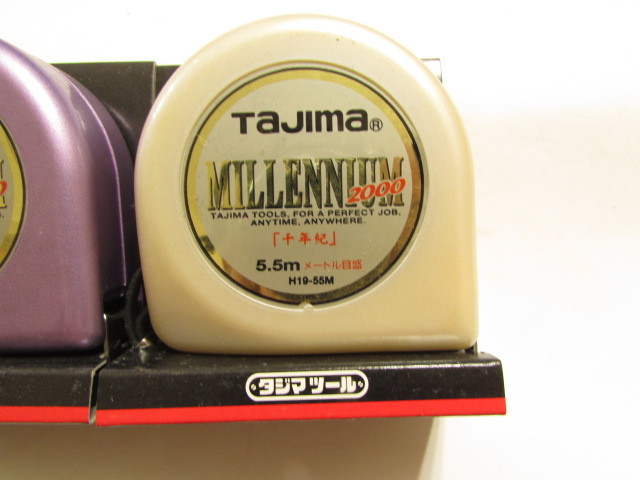 TaJima®
MILLENNIUM
2000
TAJIMA TOOLS, FOR A PERFECT JOB,
ANYTIME, ANYWHERE.
「千年紀」
5.5m メートル目盛
H19-55M
タジマツール